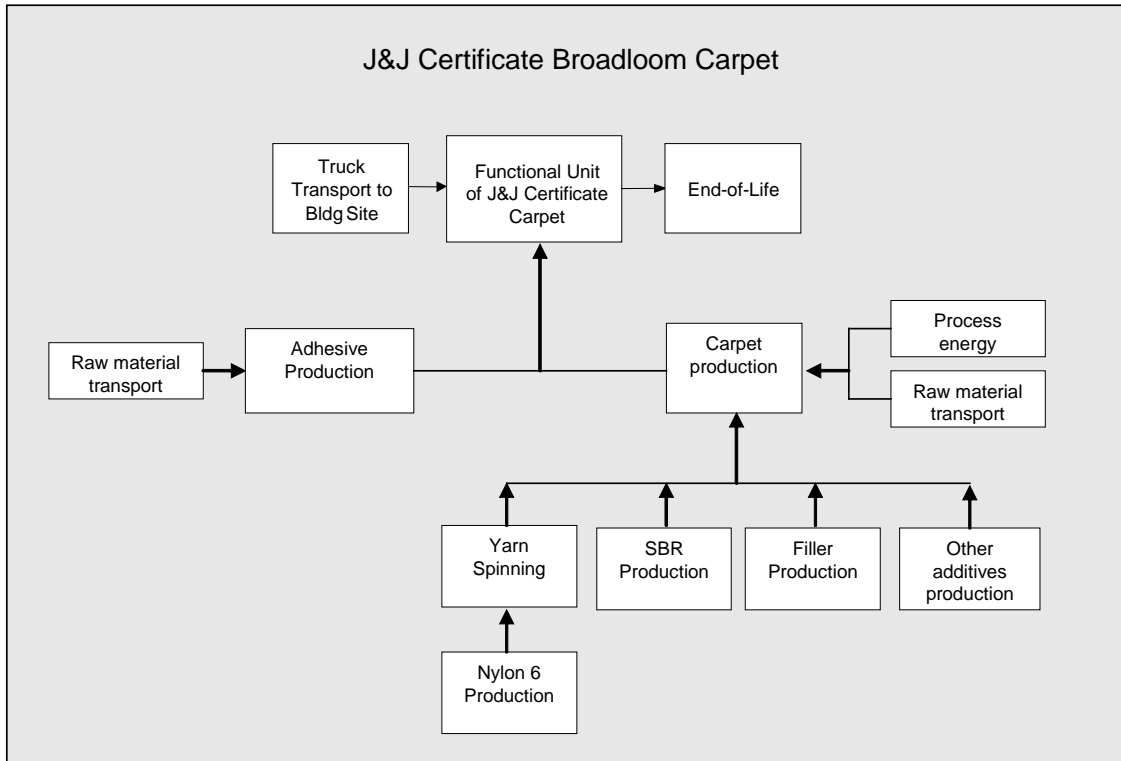 J&J Certificate Broadloom Carpet
Truck
Transport to
Bldg Site
Functional Unit
of J&J Certificate
Carpet
End-of-Life
Raw material
transport
Adhesive
Production
Carpet
production
Process
energy
Raw material
transport
Yarn
Spinning
SBR
Production
Filler
Production
Other
additives
production
Nylon 6
Production